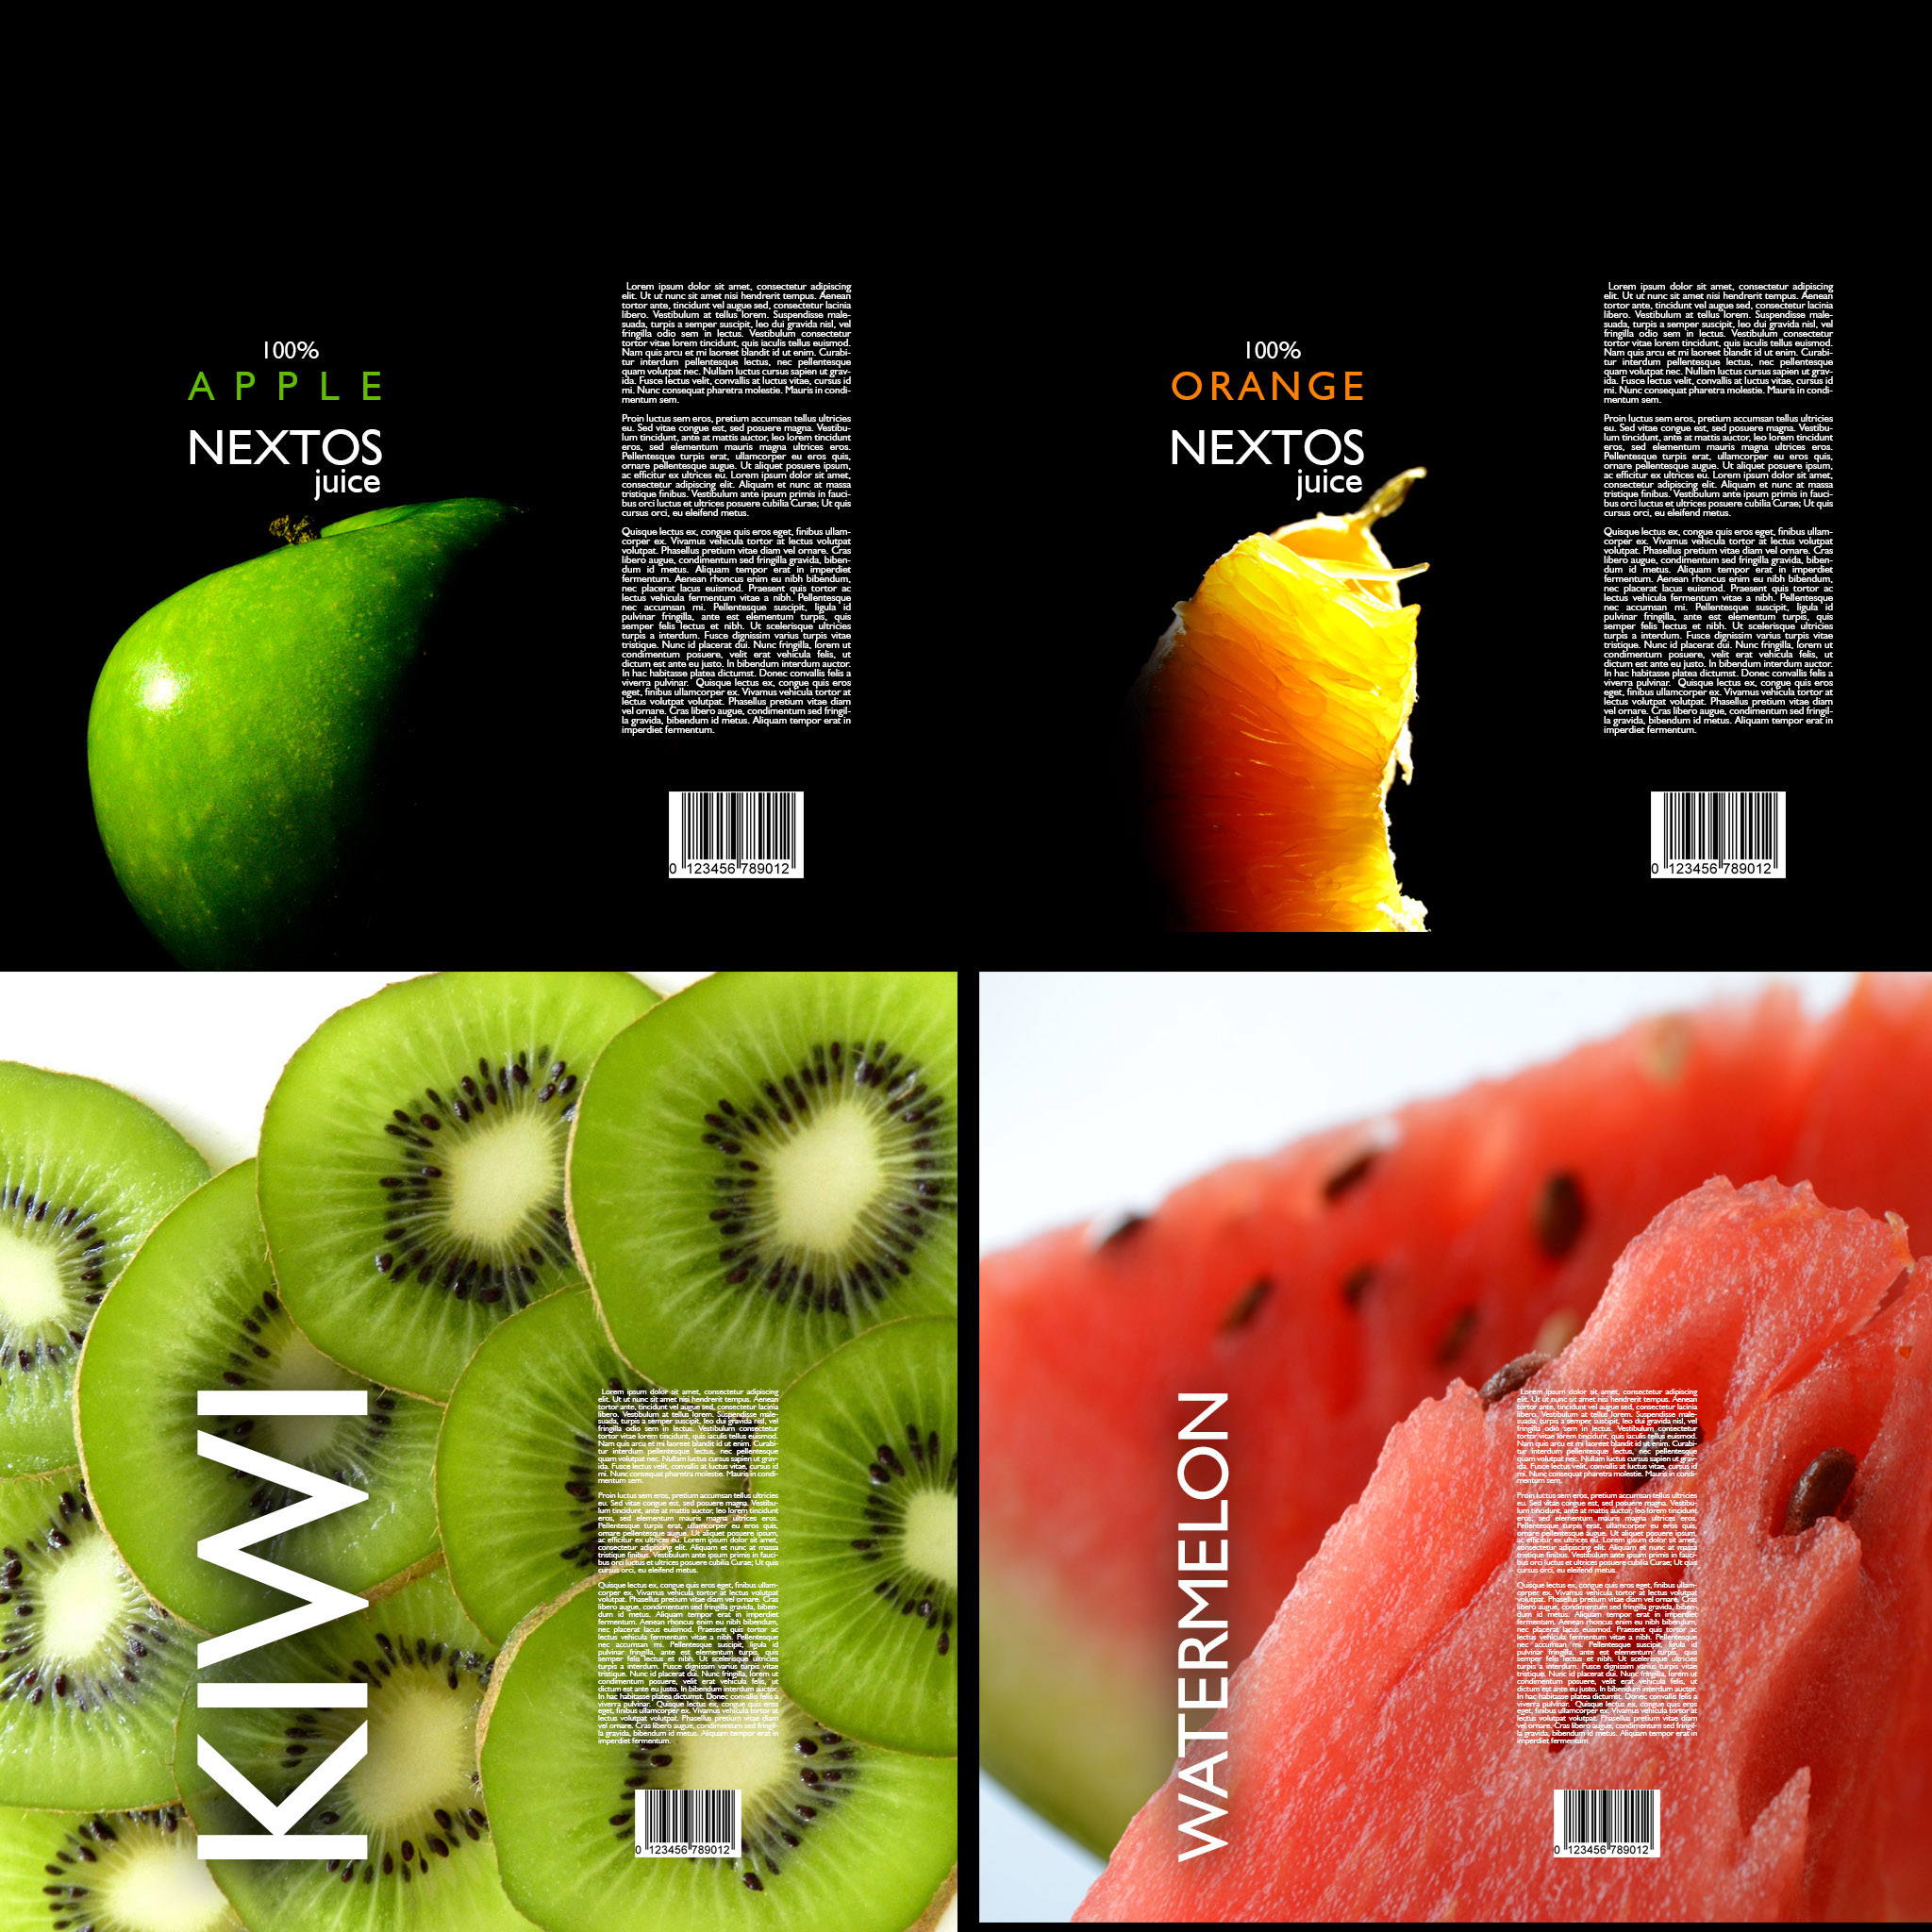 100%
APPLE
NEXTOS
juice
Lorem ipsum dolor sit amet, consectetur adipiscing
elit. Ut ut nunc sit amet nisi hendrerit tempus. Aenean
tortor ante, tincidunt vel augue sed, consectetur lacinia
libero. Vestibulum at tellus lorem. Suspendisse male-
suada, turpis a semper suscipit, leo dui gravida nisl, vel
fringilla odio sem in lectus. Vestibulum consectetur
tortor vitae lorem tincidunt, quis iaculis tellus euismod.
Nam quis arcu et mi laoreet blandit id ut enim. Curabi-
tur interdum pellentesque lectus, nec pellentesque
quam volutpat nec. Nullam luctus cursus sapien ut grav-
ida. Fusce lectus velit, convallis at luctus vitae, cursus id
mi. Nunc consequat pharetra molestie. Mauris in condi-
mentum sem.
Proin luctus sem eros, pretium accumsan tellus ultricies
eu. Sed vitae congue est, sed posuere magna. Vestibu-
lum tincidunt, ante at mattis auctor, leo lorem tincidunt
eros, sed elementum mauris magna ultrices eros.
Pellentesque turpis erat, ullamcorper eu eros quis,
ornare pellentesque augue. Ut aliquet posuere ipsum,
ac efficitur ex ultrices eu. Lorem ipsum dolor sit amet,
consectetur adipiscing elit. Aliquam et nunc at massa
tristique finibus. Vestibulum ante ipsum primis in fauci-
bus orci luctus et ultrices posuere cubilia Curae; Ut quis
cursus orci, eu eleifend metus.
Quisque lectus ex, congue quis eros eget, finibus ullam-
corper ex. Vivamus vehicula tortor at lectus volutpat
volutpat. Phasellus pretium vitae diam vel ornare. Cras
libero augue, condimentum sed fringilla gravida, biben-
dum id metus. Aliquam tempor erat in imperdiet
fermentum. Aenean rhoncus enim eu nibh bibendum,
nec placerat lacus euismod. Praesent quis tortor ac
lectus vehicula fermentum vitae a nibh. Pellentesque
nec accumsan mi. Pellentesque suscipit, ligula id
pulvinar fringilla, ante est elementum turpis, quis
semper felis lectus et nibh. Ut scelerisque ultricies
turpis a interdum. Fusce dignissim varius turpis vitae
tristique. Nunc id placerat dui. Nunc fringilla, lorem ut
condimentum posuere, velit erat vehicula felis, ut
dictum est ante eu justo. In bibendum interdum auctor.
In hac habitasse platea dictumst. Donec convallis felis a
viverra pulvinar. Quisque lectus ex, congue quis eros
eget, finibus ullamcorper ex. Vivamus vehicula tortor at
lectus volutpat volutpat. Phasellus pretium vitae diam
vel ornare. Cras libero augue, condimentum sed fringil-
la gravida, bibendum id metus. Aliquam tempor erat in
imperdiet fermentum.
0 123456 789012
100%
ORANGE
NEXTOS
juice
Lorem ipsum dolor sit amet, consectetur adipiscing
elit. Ut ut nunc sit amet nisi hendrerit tempus. Aenean
tortor ante, tincidunt vel augue sed, consectetur lacinia
libero. Vestibulum at tellus lorem. Suspendisse male-
suada, turpis a semper suscipit, leo dui gravida nisl, vel
fringilla odio sem in lectus. Vestibulum consectetur
tortor vitae lorem tincidunt, quis iaculis tellus euismod.
Nam quis arcu et mi laoreet blandit id ut enim. Curabi-
tur interdum pellentesque lectus, nec pellentesque
quam volutpat nec. Nullam luctus cursus sapien ut grav-
ida. Fusce lectus velit, convallis at luctus vitae, cursus id
mi. Nunc consequat pharetra molestie. Mauris in condi-
mentum sem.
Proin luctus sem eros, pretium accumsan tellus ultricies
eu. Sed vitae congue est, sed posuere magna. Vestibu-
lum tincidunt, ante at mattis auctor, leo lorem tincidunt
eros, sed elementum mauris magna ultrices eros.
Pellentesque turpis erat, ullamcorper eu eros quis,
ornare pellentesque augue. Ut aliquet posuere ipsum,
ac efficitur ex ultrices eu. Lorem ipsum dolor sit amet,
consectetur adipiscing elit. Aliquam et nunc at massa
tristique finibus. Vestibulum ante ipsum primis in fauci-
bus orci luctus et ultrices posuere cubilia Curae; Ut quis
cursus orci, eu eleifend metus.
Quisque lectus ex, congue quis eros eget, finibus ullam-
corper ex. Vivamus vehicula tortor at lectus volutpat
volutpat. Phasellus pretium vitae diam vel ornare. Cras
libero augue, condimentum sed fringilla gravida, biben-
dum id metus. Aliquam tempor erat in imperdiet
fermentum. Aenean rhoncus enim eu nibh bibendum,
nec placerat lacus euismod. Praesent quis tortor ac
lectus vehicula fermentum vitae a nibh. Pellentesque
nec accumsan mi. Pellentesque suscipit, ligula id
pulvinar fringilla, ante est elementum turpis, quis
semper felis lectus et nibh. Ut scelerisque ultricies
turpis a interdum. Fusce dignissim varius turpis vitae
tristique. Nunc id placerat dui. Nunc fringilla, lorem ut
condimentum posuere, velit erat vehicula felis, ut
dictum est ante eu justo. In bibendum interdum auctor.
In hac habitasse platea dictumst. Donec convallis felis a
viverra pulvinar. Quisque lectus ex, congue quis eros
eget, finibus ullamcorper ex. Vivamus vehicula tortor at
lectus volutpat volutpat. Phasellus pretium vitae diam
vel ornare. Cras libero augue, condimentum sed fringil-
la gravida, bibendum id metus. Aliquam tempor erat in
imperdiet fermentum.
0 123456 789012
KIWI
Lorem ipsum dolor sit amet, consectetur adipiscing
elit. Ut ut nunc sit amet nisi hendrerit tempus. Aenean
tortor ante, tincidunt vel augue sed, consectetur lacinia
libero. Vestibulum at tellus lorem. Suspendisse male-
suada, turpis a semper suscipit, leo dui gravida nisl, vel
fringilla odio sem in lectus. Vestibulum consectetur
tortor vitae lorem tincidunt, quis iaculis tellus euismod.
Nam quis arcu et mi laoreet blandit id ut enim. Curabi-
tur interdum pellentesque lectus, nec pellentesque
quam volutpat nec. Nullam luctus cursus sapien ut grav-
ida. Fusce lectus velit, convallis at luctus vitae, cursus id
mi. Nunc consequat pharetra molestie. Mauris in condi-
mentum sem.
Proin luctus sem eros, pretium accumsan tellus ultricies
eu. Sed vitae congue est, sed posuere magna. Vestibu-
lum tincidunt, ante at mattis auctor, leo lorem tincidunt
eros, sed elementum mauris magna ultrices eros.
Pellentesque turpis erat, ullamcorper eu eros quis,
ornare pellentesque augue. Ut aliquet posuere ipsum,
ac efficitur ex ultrices eu. Lorem ipsum dolor sit amet,
consectetur adipiscing elit. Aliquam et nunc at massa
tristique finibus. Vestibulum ante ipsum primis in fauci-
bus orci luctus et ultrices posuere cubilia Curae; Ut quis
cursus orci, eu eleifend metus.
Quisque lectus ex, congue quis eros eget, finibus ullam-
corper ex. Vivamus vehicula tortor at lectus volutpat
volutpat. Phasellus pretium vitae diam vel ornare. Cras
libero augue, condimentum sed fringilla gravida, biben-
dum id metus. Aliquam tempor erat in imperdiet
fermentum. Aenean rhoncus enim eu nibh bibendum,
nec placerat lacus euismod. Praesent quis tortor ac
lectus vehicula fermentum vitae a nibh. Pellentesque
nec accumsan mi. Pellentesque suscipit, ligula id
pulvinar fringilla, ante est elementum turpis, quis
semper felis lectus et nibh. Ut scelerisque ultricies
turpis a interdum. Fusce dignissim varius turpis vitae
tristique. Nunc id placerat dui. Nunc fringilla, lorem ut
condimentum posuere, velit erat vehicula felis, ut
dictum est ante eu justo. In bibendum interdum auctor.
In hac habitasse platea dictumst. Donec convallis felis a
viverra pulvinar. Quisque lectus ex, congue quis eros
eget, finibus ullamcorper ex. Vivamus vehicula tortor at
lectus volutpat volutpat. Phasellus pretium vitae diam
vel ornare. Cras libero augue, condimentum sed fringil-
la gravida, bibendum id metus. Aliquam tempor erat in
imperdiet fermentum.
0 123456 789012
WATERMELON
Lorem ipsum dolor sit amet, consectetur adipiscing
elit. Ut ut nunc sit amet nisi hendrerit tempus. Aenean
tortor ante, tincidunt vel augue sed, consectetur lacinia
libero. Vestibulum at tellus lorem. Suspendisse male-
suada, turpis a semper suscipit, leo dui gravida nisl, vel
fringilla odio sem in lectus. Vestibulum consectetur
tortor vitae lorem tincidunt, quis iaculis tellus euismod.
Nam quis arcu et mi laoreet blandit id ut enim. Curabi-
tur interdum pellentesque lectus, nec pellentesque
quam volutpat nec. Nullam luctus cursus sapien ut grav-
ida. Fusce lectus velit, convallis at luctus vitae, cursus id
mi. Nunc consequat pharetra molestie. Mauris in condi-
mentum sem.
Proin luctus sem eros, pretium accumsan tellus ultricies
eu. Sed vitae congue est, sed posuere magna. Vestibu-
lum tincidunt, ante at mattis auctor, leo lorem tincidunt
eros, sed elementum mauris magna ultrices eros.
Pellentesque turpis erat, ullamcorper eu eros quis,
ornare pellentesque augue. Ut aliquet posuere ipsum,
ac efficitur ex ultrices eu. Lorem ipsum dolor sit amet,
consectetur adipiscing elit. Aliquam et nunc at massa
tristique finibus. Vestibulum ante ipsum primis in fauci-
bus orci luctus et ultrices posuere cubilia Curae; Ut quis
cursus orci, eu eleifend metus.
Quisque lectus ex, congue quis eros eget, finibus ullam-
corper ex. Vivamus vehicula tortor at lectus volutpat
volutpat. Phasellus pretium vitae diam vel ornare. Cras
libero augue, condimentum sed fringilla gravida, biben-
dum id metus. Aliquam tempor erat in imperdiet
fermentum. Aenean rhoncus enim eu nibh bibendum,
nec placerat lacus euismod. Praesent quis tortor ac
lectus vehicula fermentum vitae a nibh. Pellentesque
nec accumsan mi. Pellentesque suscipit, ligula id
pulvinar fringilla, ante est elementum turpis, quis
semper felis lectus et nibh. Ut scelerisque ultricies
turpis a interdum. Fusce dignissim varius turpis vitae
tristique. Nunc id placerat dui. Nunc fringilla, lorem ut
condimentum posuere, velit erat vehicula felis, ut
dictum est ante eu justo. In bibendum interdum auctor.
In hac habitasse platea dictumst. Donec convallis felis a
viverra pulvinar. Quisque lectus ex, congue quis eros
eget, finibus ullamcorper ex. Vivamus vehicula tortor at
lectus volutpat volutpat. Phasellus pretium vitae diam
vel ornare. Cras libero augue, condimentum sed fringil-
la gravida, bibendum id metus. Aliquam tempor erat in
imperdiet fermentum.
0 123456 789012